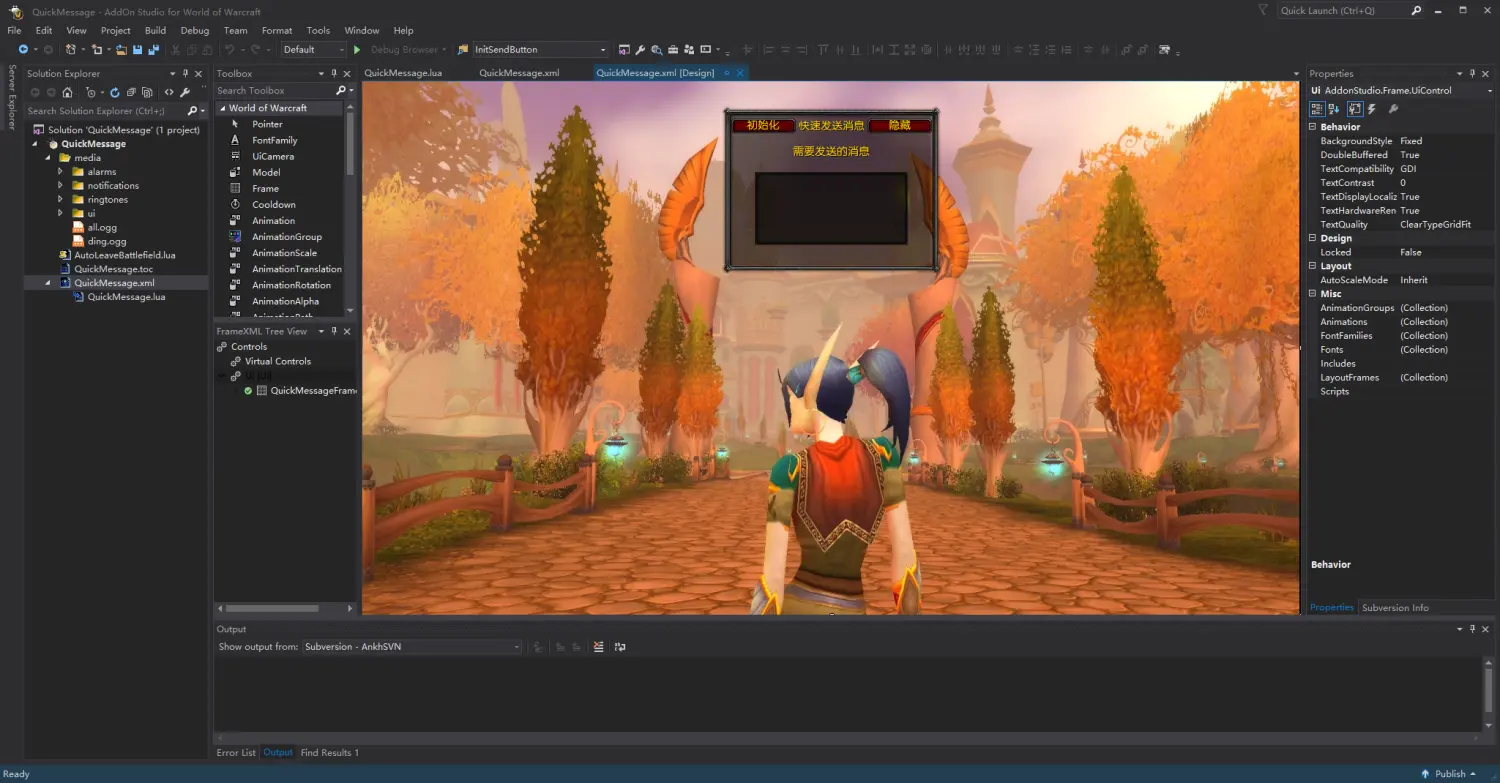 QuickMessage - AddOn Studio for World of Warcraft
Quick Launch (Ctrl+Q)
File Edit View Project Build Debug Team Format Tools Window Help
Default Debug Browser InitSendButton
Server Explorer
Solution Explorer
Search Solution Explorer (Ctrl+;)
Solution 'QuickMessage' (1 project)
QuickMessage
media
alarms
notifications
ringtones
ui
all.ogg
ding.ogg
AutoLeaveBattlefield.lua
QuickMessage.toc
QuickMessage.xml
QuickMessage.lua
Toolbox
Search Toolbox
World of Warcraft
Pointer
FontFamily
UiCamera
Model
Frame
Cooldown
Animation
AnimationGroup
AnimationScale
AnimationTranslation
AnimationRotation
AnimationAlpha
AnimationPath
FrameXML Tree View
Controls
Virtual Controls
QuickMessageFrame
QuickMessage.lua QuickMessage.xml QuickMessage.xml [Design]
初始化 快速发送消息 隐藏
需要发送的消息
Properties
Ui AddonStudio.Frame.UiControl
Behavior
BackgroundStyle Fixed
DoubleBuffered True
TextCompatibility GDI
TextContrast 0
TextDisplayLocaliz True
TextHardwareRen True
TextQuality ClearTypeGridFit
Design
Locked False
Layout
AutoScaleMode Inherit
Misc
AnimationGroups (Collection)
Animations (Collection)
FontFamilies (Collection)
Fonts (Collection)
Includes
LayoutFrames (Collection)
Scripts
Behavior
Properties Subversion Info
Output
Show output from: Subversion - AnkhSVN
Error List Output Find Results 1
Ready
Publish